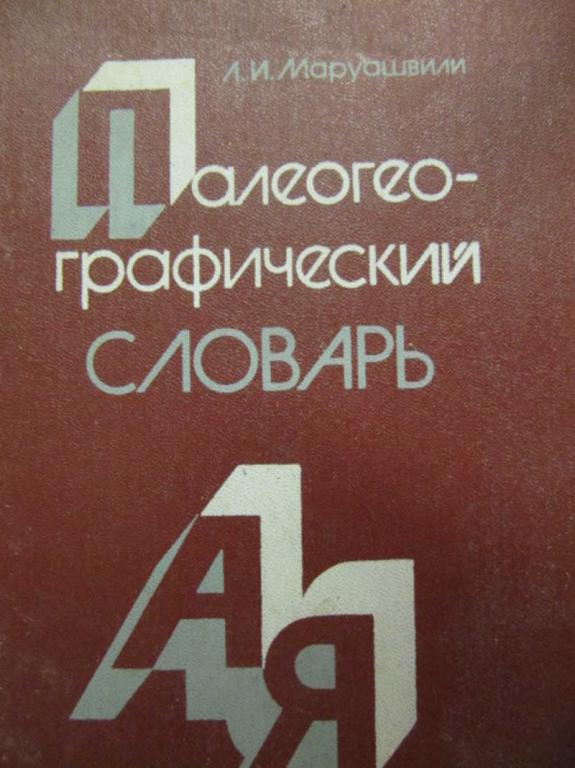 Л.И.Маруашвили
Палеогео-
графический
СЛОВАРЬ
А
Я